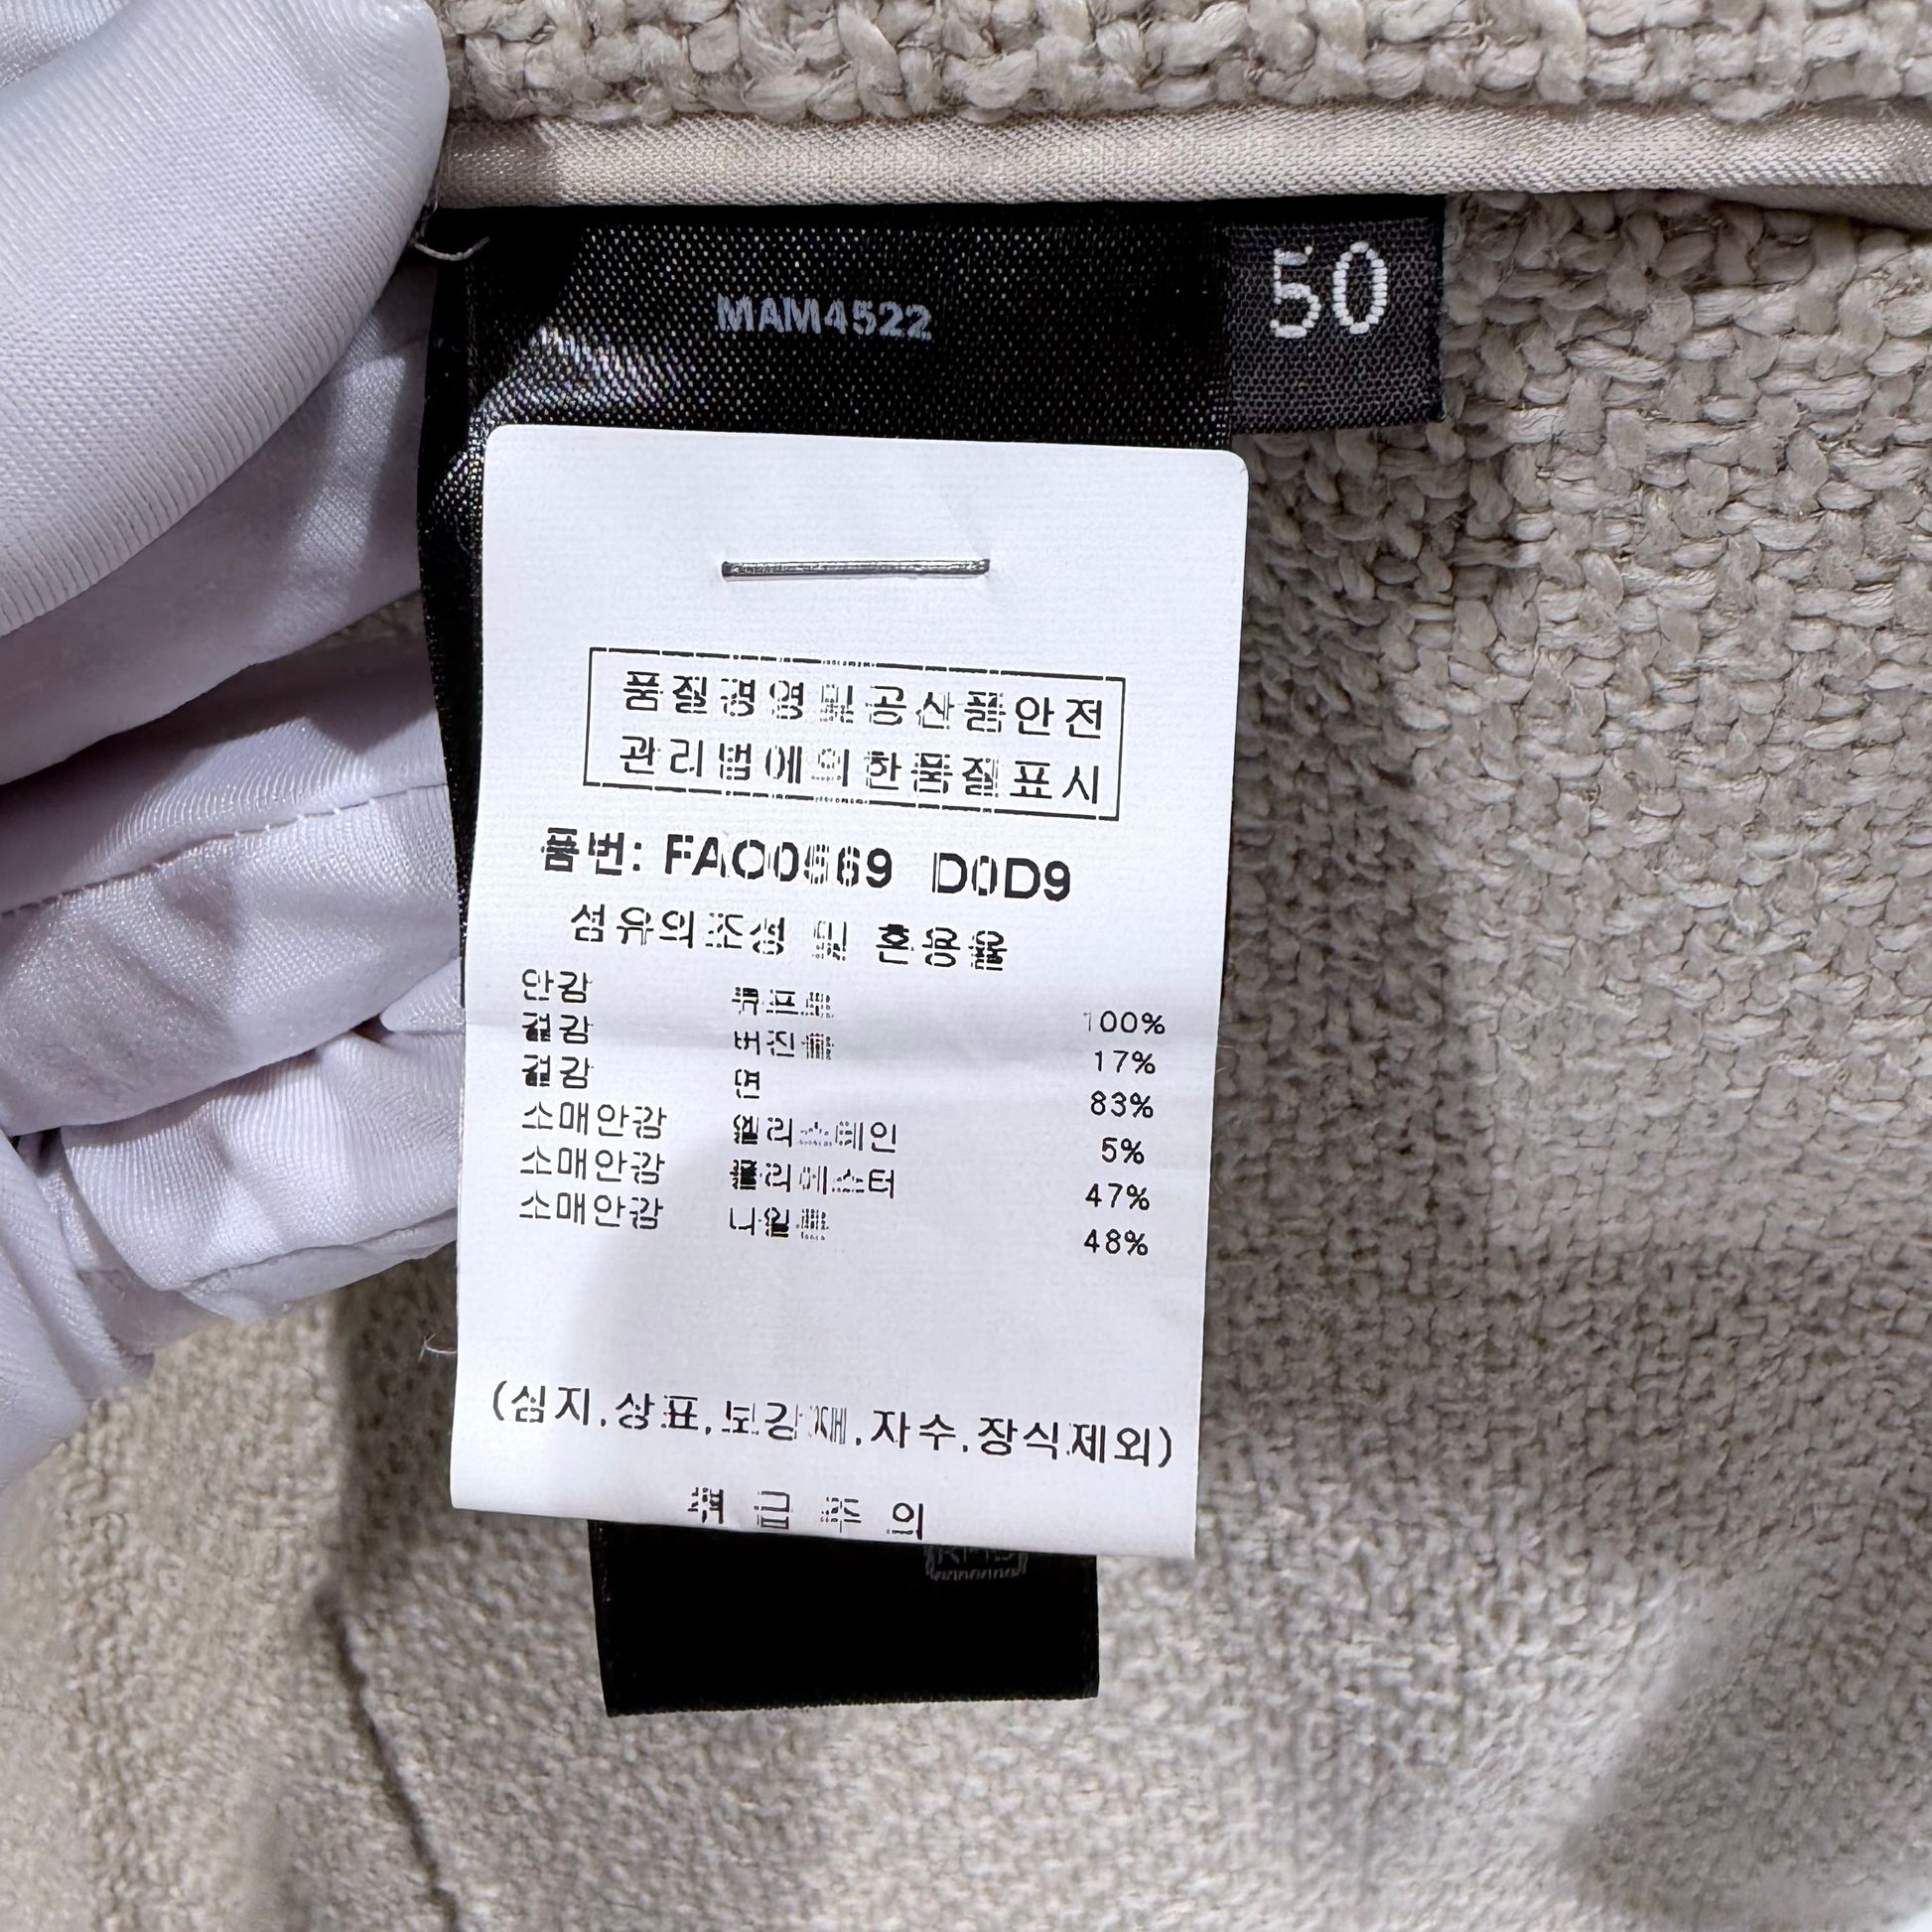 MAM4522
50
품질경영및공산품안전
관리법에의한품질표시
품번: FAO0569 D0D9
섬유의조성 및 혼용율
안감 큐프로 100%
겉감 버진울 17%
겉감 면 83%
소매안감 엘라스테인 5%
소매안감 폴리에스터 47%
소매안감 나일론 48%
(심지,상표,보강재,자수,장식제외)
취급주의